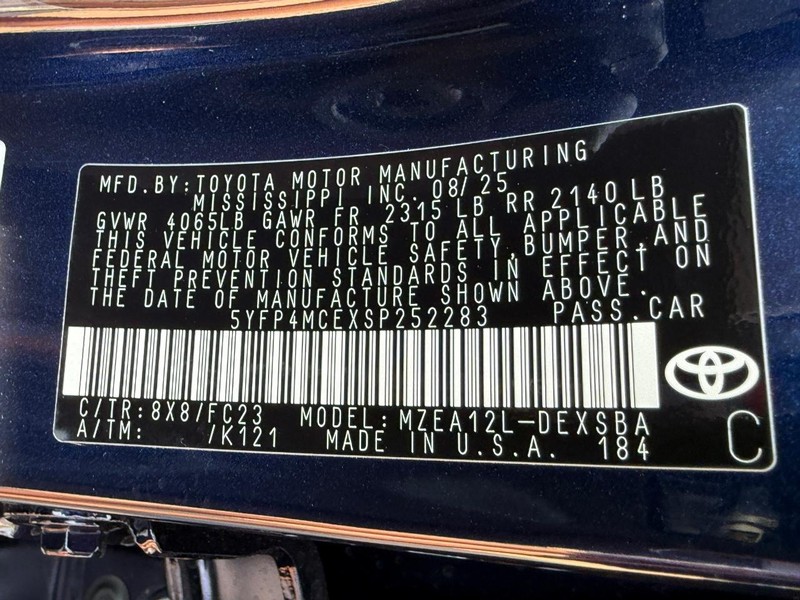 MFD. BY: TOYOTA MOTOR MANUFACTURING
MISSISSIPPI INC. 08/25
GVWR 4065LB GAWR FR 2315 LB RR 2140 LB
THIS VEHICLE CONFORMS TO ALL APPLICABLE
FEDERAL MOTOR VEHICLE SAFETY, BUMPER, AND
THEFT PREVENTION STANDARDS IN EFFECT ON
THE DATE OF MANUFACTURE SHOWN ABOVE.
5YFP4MCEXSP252283 PASS.CAR
C/TR: 8X8/FC23 MODEL: MZEA12L-DEXSBA
A/TM: /K121 MADE IN U.S.A. 184
C